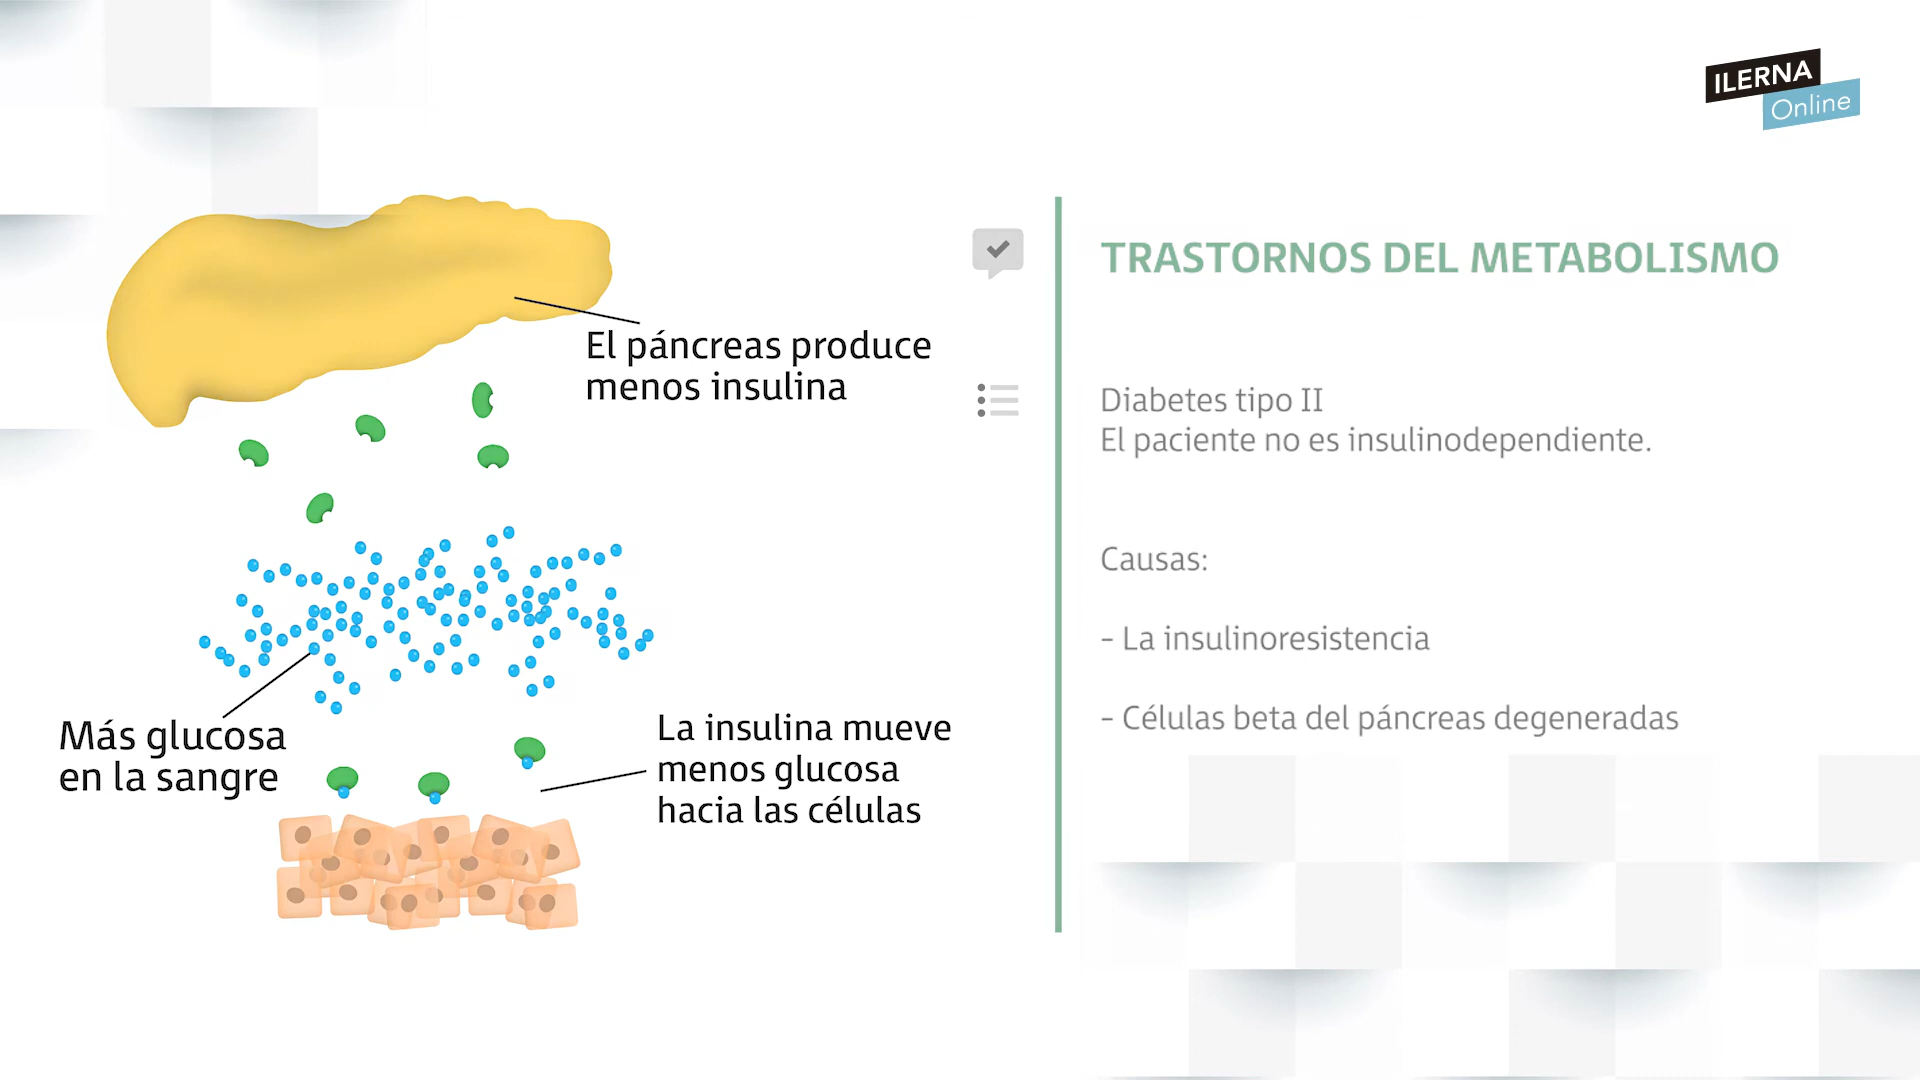 ILERNA
Online
El páncreas produce
menos insulina
Más glucosa
en la sangre
La insulina mueve
menos glucosa
hacia las células
TRASTORNOS DEL METABOLISMO
Diabetes tipo II
El paciente no es insulinodependiente.
Causas:
- La insulinoresistencia
- Células beta del páncreas degeneradas